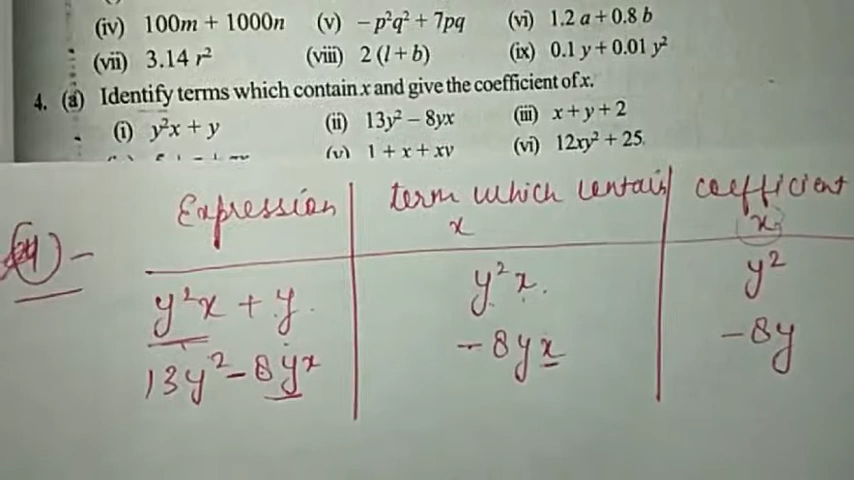 (iv) 100m + 1000n (v) – p²q² + 7pq (vi) 1.2 a + 0.8 b
(vii) 3.14 r² (viii) 2 (l + b) (ix) 0.1 y + 0.01 y²
4. (a) Identify terms which contain x and give the coefficient of x.
(i) y²x + y (ii) 13y² – 8yx (iii) x + y + 2
(v) 1 + x + xy (vi) 12xy² + 25
Expression term which contain x coefficient x
y²x + y y²x y²
13y² - 8yx - 8yx - 8y